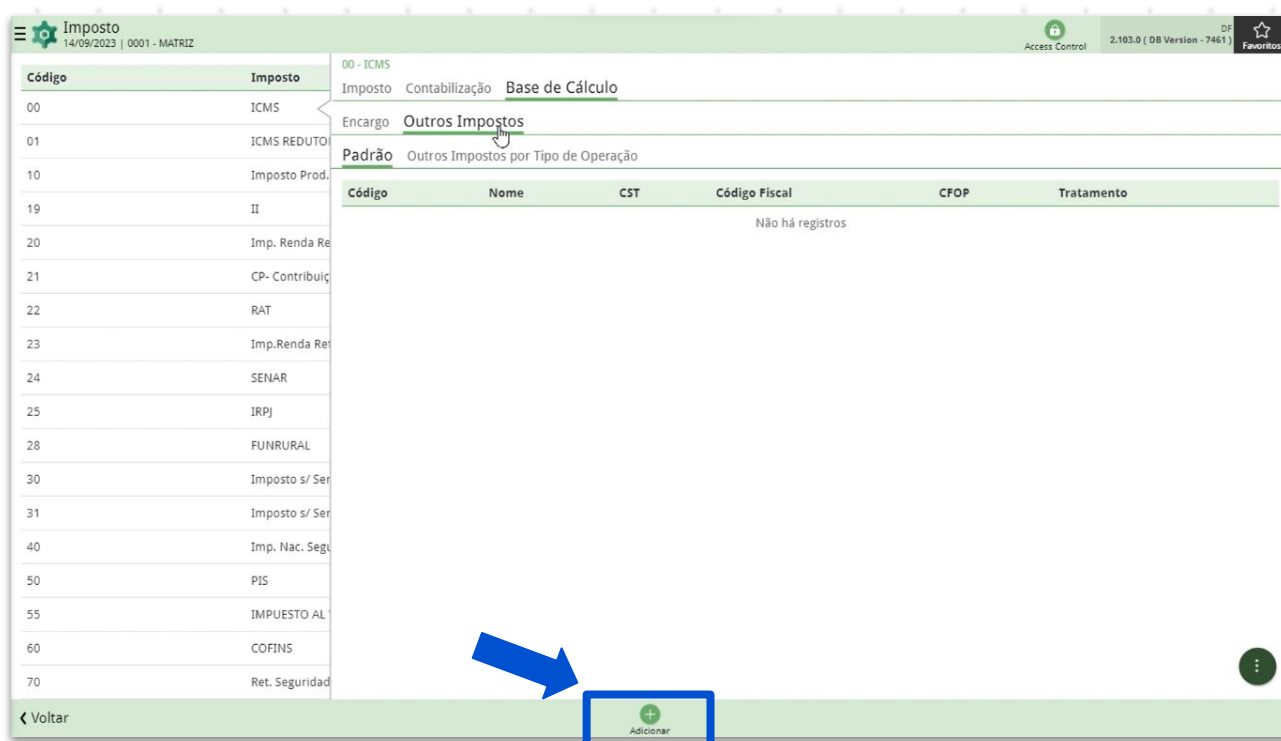 Imposto
14/09/2023 | 0001 - MATRIZ
Access Control
DF
2.103.0 ( DB Version - 7461 )
Favoritos
Código Imposto
00 ICMS
01 ICMS REDUTO
10 Imposto Prod.
19 II
20 Imp. Renda Re
21 CP- Contribuiç
22 RAT
23 Imp.Renda Ret
24 SENAR
25 IRPJ
28 FUNRURAL
30 Imposto s/ Ser
31 Imposto s/ Ser
40 Imp. Nac. Segu
50 PIS
55 IMPUESTO AL
60 COFINS
70 Ret. Seguridad
00 - ICMS
Imposto Contabilização Base de Cálculo
Encargo Outros Impostos
Padrão Outros Impostos por Tipo de Operação
Código Nome CST Código Fiscal CFOP Tratamento
Não há registros
Voltar
Adicionar